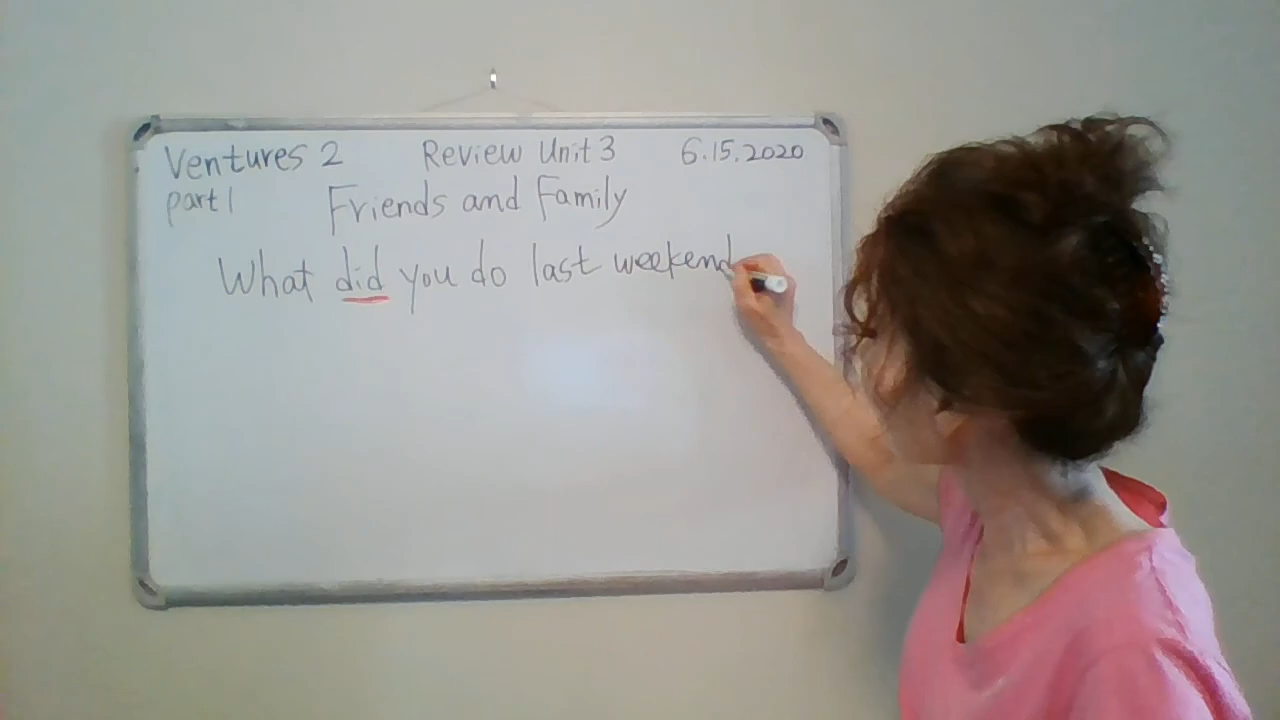 Ventures 2 Review Unit 3 6.15.2020
part 1 Friends and Family
What did you do last weekend